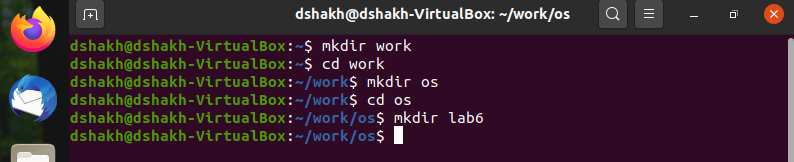 dshakh@dshakh-VirtualBox: ~/work/os
dshakh@dshakh-VirtualBox:~$ mkdir work
dshakh@dshakh-VirtualBox:~$ cd work
dshakh@dshakh-VirtualBox:~/work$ mkdir os
dshakh@dshakh-VirtualBox:~/work$ cd os
dshakh@dshakh-VirtualBox:~/work/os$ mkdir lab6
dshakh@dshakh-VirtualBox:~/work/os$